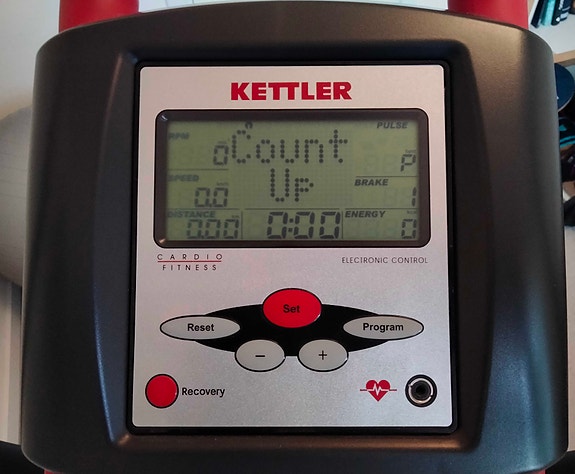 KETTLER
RPM 0 Count PULSE P
SPEED 0.0 Up BRAKE 1
DISTANCE 0.00 0:00 ENERGY 0
CARDIO ELECTRONIC CONTROL
FITNESS
Set
Reset Program
− +
Recovery